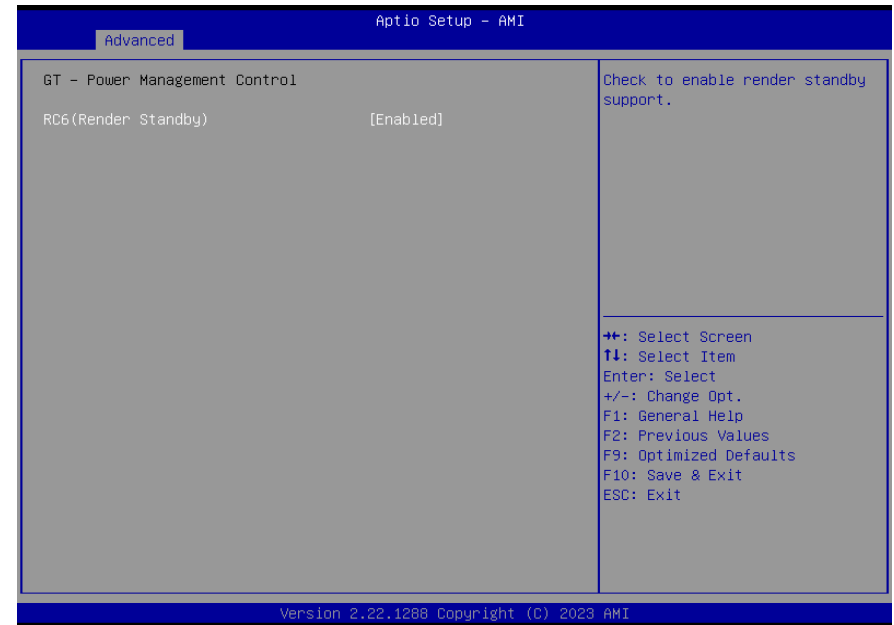 Aptio Setup – AMI
Advanced
GT – Power Management Control
RC6(Render Standby) [Enabled]
Check to enable render standby
support.
→←: Select Screen
↑↓: Select Item
Enter: Select
+/-: Change Opt.
F1: General Help
F2: Previous Values
F9: Optimized Defaults
F10: Save & Exit
ESC: Exit
Version 2.22.1288 Copyright (C) 2023 AMI